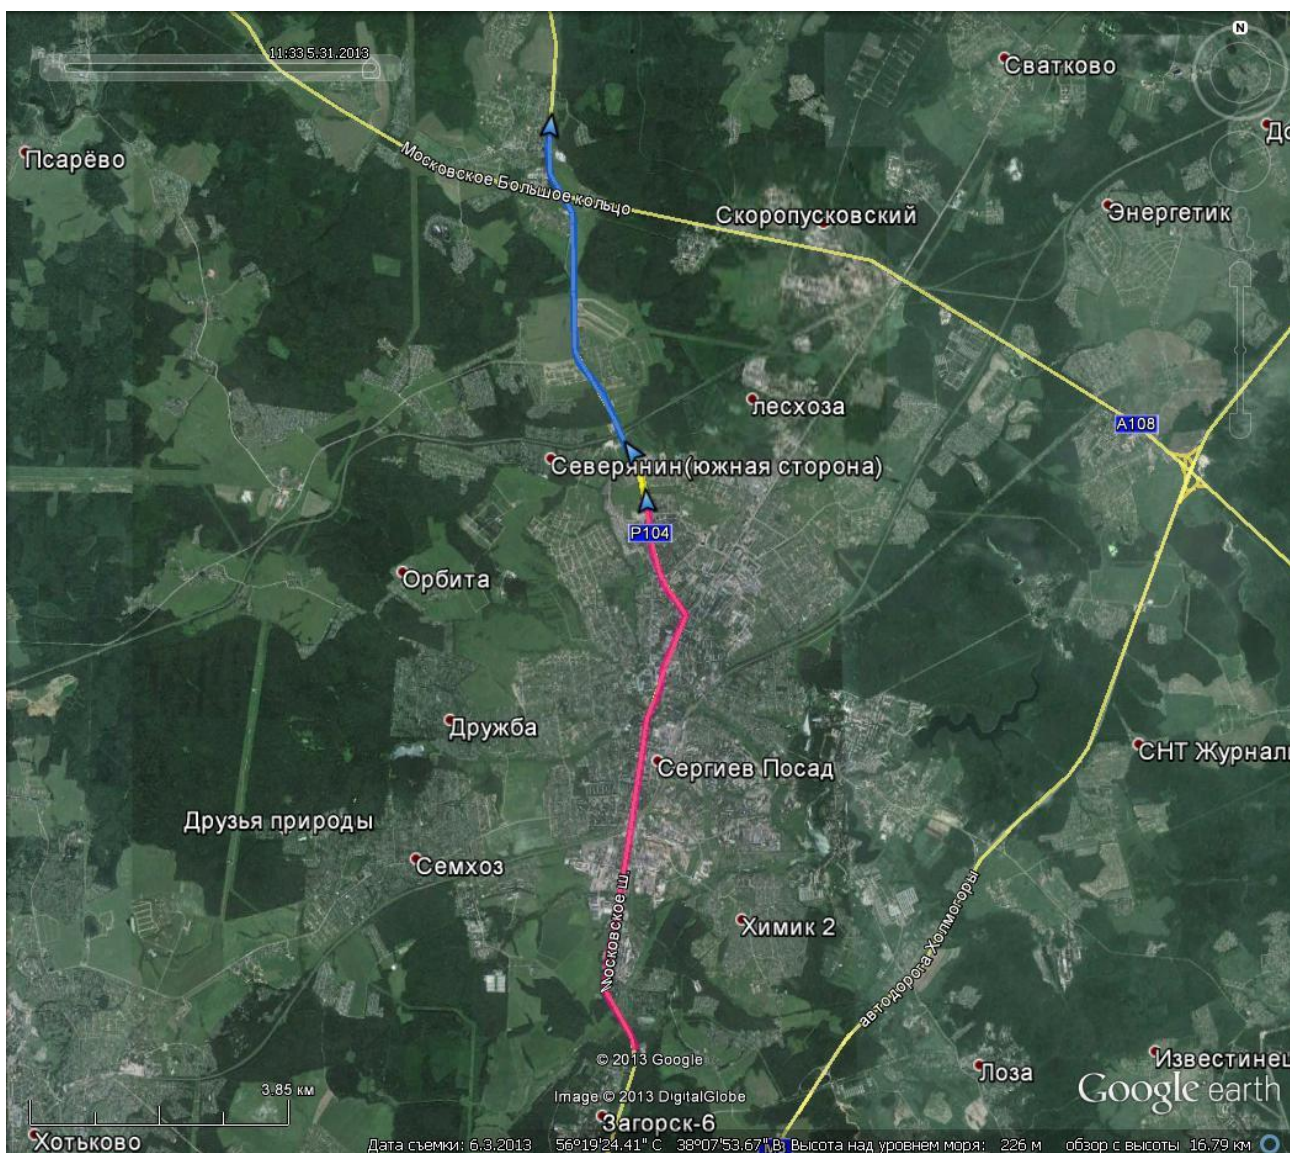 N
11:33 5.31.2013
Сватково
До
Псарёво
Московское Большое кольцо
Скоропусковский
Энергетик
лесхоза
A108
Северянин(южная сторона)
P104
Орбита
Дружба
СНТ Журнали
Сергиев Посад
Друзья природы
Семхоз
Московское ш.
Химик 2
автодорога Холмогоры
© 2013 Google
Известинец
Лоза
Google earth
3.85 км
Image © 2013 DigitalGlobe
Загорск-6
Хотьково
Дата съемки: 6.3.2013 56°19'24.41" С 38°07'53.67" В Высота над уровнем моря: 226 м обзор с высоты 16.79 км